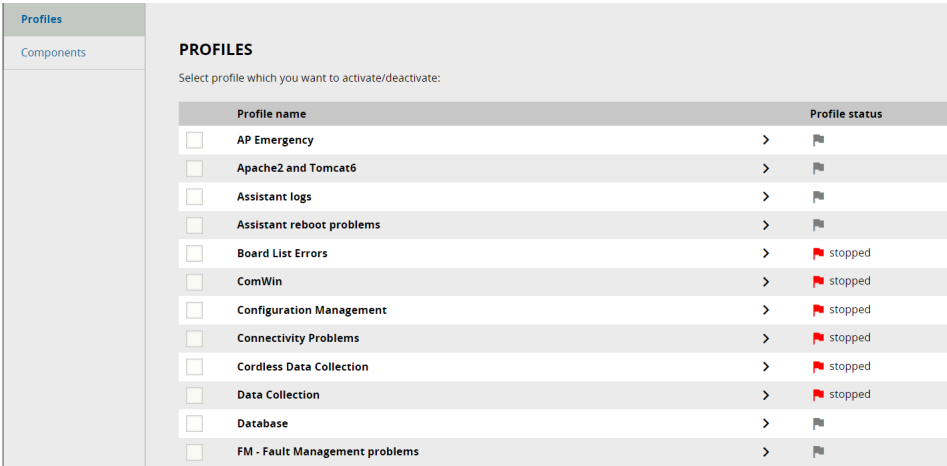 Profiles
Components
PROFILES
Select profile which you want to activate/deactivate:
Profile name Profile status
AP Emergency
Apache2 and Tomcat6
Assistant logs
Assistant reboot problems
Board List Errors stopped
ComWin stopped
Configuration Management stopped
Connectivity Problems stopped
Cordless Data Collection stopped
Data Collection stopped
Database
FM - Fault Management problems